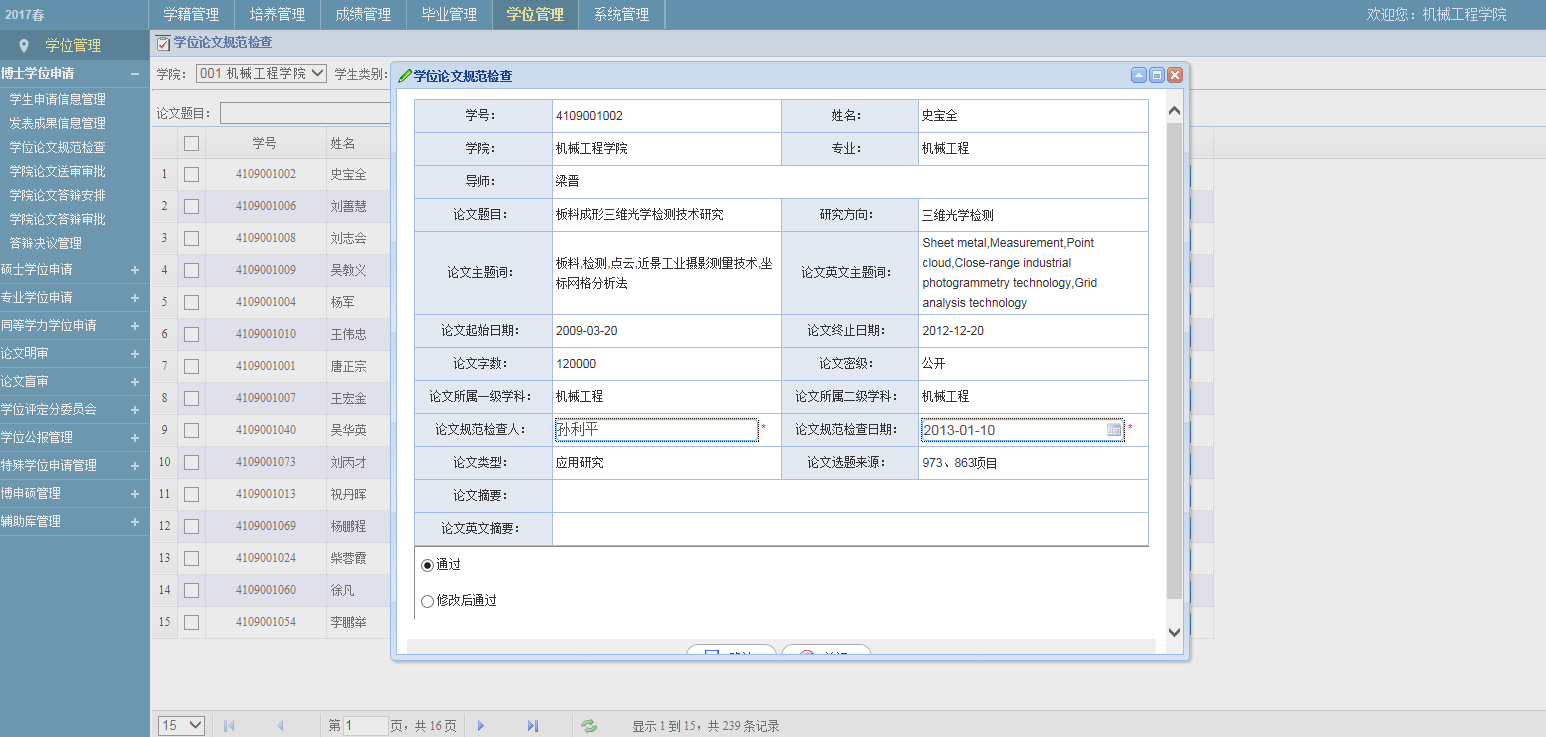 2017春
学籍管理 培养管理 成绩管理 毕业管理 学位管理 系统管理 欢迎您：机械工程学院
学位管理
博士学位申请
学生申请信息管理
发表成果信息管理
学位论文规范检查
学院论文送审审批
学院论文答辩安排
学院论文答辩审批
答辩决议管理
硕士学位申请
专业学位申请
同等学力学位申请
论文明审
论文盲审
学位评定分委员会
学位公报管理
特殊学位申请管理
博申硕管理
辅助库管理
学位论文规范检查
学院： 001 机械工程学院 学生类别：
论文题目：
学号 姓名
1 4109001002 史宝全
2 4109001006 刘善慧
3 4109001008 刘志会
4 4109001009 吴教义
5 4109001004 杨军
6 4109001010 王伟忠
7 4109001001 唐正宗
8 4109001007 王宏金
9 4109001040 吴华英
10 4109001073 刘丙才
11 4109001013 祝丹晖
12 4109001069 杨鹏程
13 4109001024 柴蓉霞
14 4109001060 徐凡
15 4109001054 李鹏举
学位论文规范检查
学号： 4109001002 姓名： 史宝全
学院： 机械工程学院 专业： 机械工程
导师： 梁晋
论文题目： 板料成形三维光学检测技术研究 研究方向： 三维光学检测
论文主题词： 板料,检测,点云,近景工业摄影测量技术,坐
标网格分析法
论文英文主题词： Sheet metal,Measurement,Point
cloud,Close-range industrial
photogrammetry technology,Grid
analysis technology
论文起始日期： 2009-03-20 论文终止日期： 2012-12-20
论文字数： 120000 论文密级： 公开
论文所属一级学科： 机械工程 论文所属二级学科： 机械工程
论文规范检查人： 孙利平 * 论文规范检查日期： 2013-01-10 *
论文类型： 应用研究 论文选题来源： 973、863项目
论文摘要：
论文英文摘要：
通过
修改后通过
15 第 1 页，共 16 页 显示 1 到 15，共 239 条记录